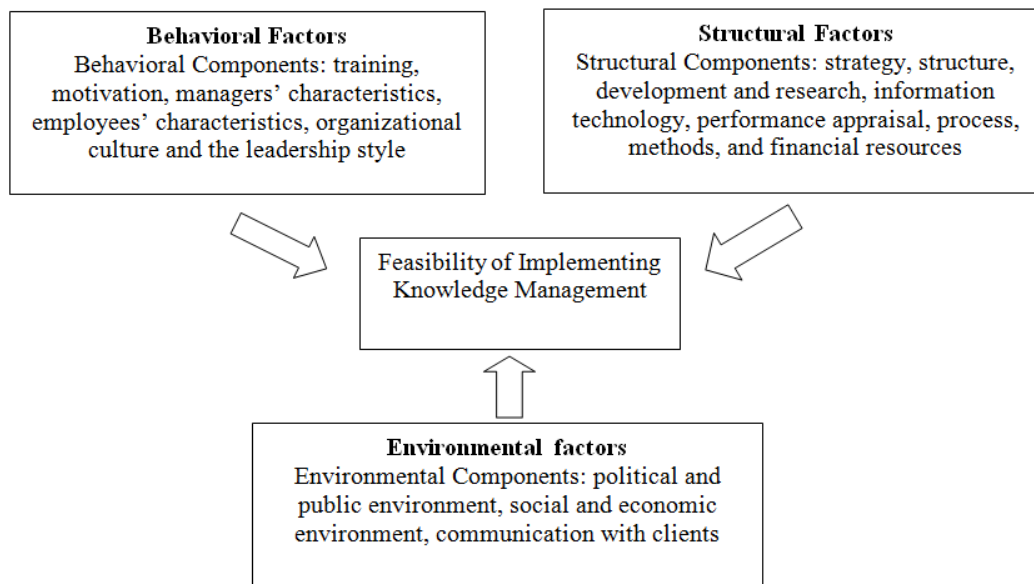 Behavioral Factors
Behavioral Components: training,
motivation, managers’ characteristics,
employees’ characteristics, organizational
culture and the leadership style
Structural Factors
Structural Components: strategy, structure,
development and research, information
technology, performance appraisal, process,
methods, and financial resources
Feasibility of Implementing
Knowledge Management
Environmental factors
Environmental Components: political and
public environment, social and economic
environment, communication with clients